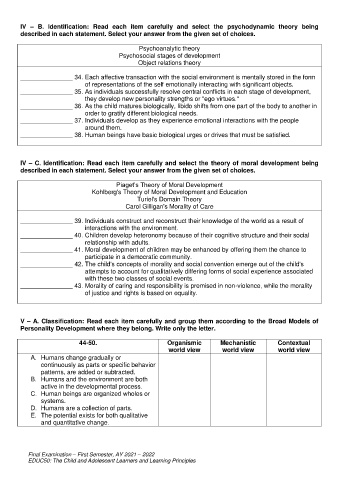 IV – B. Identification: Read each item carefully and select the psychodynamic theory being
described in each statement. Select your answer from the given set of choices.
Psychoanalytic theory
Psychosocial stages of development
Object relations theory
_______________ 34. Each affective transaction with the social environment is mentally stored in the form
of representations of the self emotionally interacting with significant objects.
_______________ 35. As individuals successfully resolve central conflicts in each stage of development,
they develop new personality strengths or "ego virtues."
_______________ 36. As the child matures biologically, libido shifts from one part of the body to another in
order to gratify different biological needs.
_______________ 37. Individuals develop as they experience emotional interactions with the people
around them.
_______________ 38. Human beings have basic biological urges or drives that must be satisfied.
IV – C. Identification: Read each item carefully and select the theory of moral development being
described in each statement. Select your answer from the given set of choices.
Piaget's Theory of Moral Development
Kohlberg's Theory of Moral Development and Education
Turiel's Domain Theory
Carol Gilligan's Morality of Care
_______________ 39. Individuals construct and reconstruct their knowledge of the world as a result of
interactions with the environment.
_______________ 40. Children develop heteronomy because of their cognitive structure and their social
relationship with adults.
_______________ 41. Moral development of children may be enhanced by offering them the chance to
participate in a democratic community.
_______________ 42. The child's concepts of morality and social convention emerge out of the child's
attempts to account for qualitatively differing forms of social experience associated
with these two classes of social events.
_______________ 43. Morality of caring and responsibility is premised in non-violence, while the morality
of justice and rights is based on equality.
V – A. Classification: Read each item carefully and group them according to the Broad Models of
Personality Development where they belong. Write only the letter.
44-50. Organismic world view Mechanistic world view Contextual world view
A. Humans change gradually or
continuously as parts or specific behavior
patterns, are added or subtracted.
B. Humans and the environment are both
active in the developmental process.
C. Human beings are organized wholes or
systems.
D. Humans are a collection of parts.
E. The potential exists for both qualitative
and quantitative change.
Final Examination – First Semester, AY 2021 – 2022
EDUC50: The Child and Adolescent Learners and Learning Principles